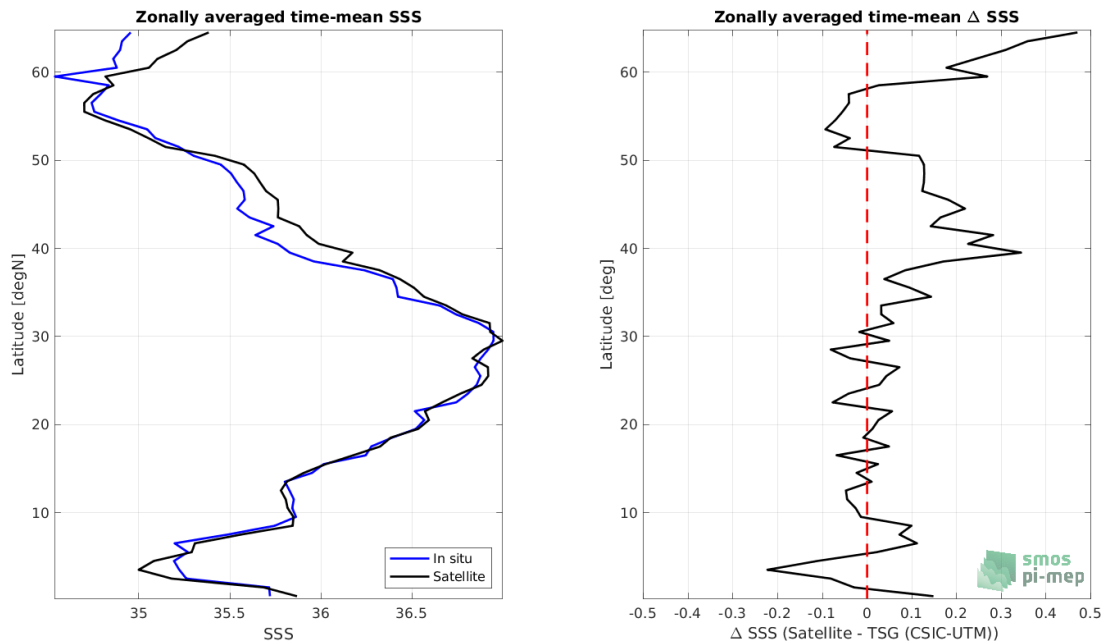 Zonally averaged time-mean SSS
60
50
40
30
20
10
Latitude [degN]
35
35.5
36
36.5
SSS
In situ
Satellite
Zonally averaged time-mean Δ SSS
60
50
40
30
20
10
Latitude [deg]
-0.5
-0.4
-0.3
-0.2
-0.1
0
0.1
0.2
0.3
0.4
0.5
Δ SSS (Satellite - TSG (CSIC-UTM))
smos
pi-mep